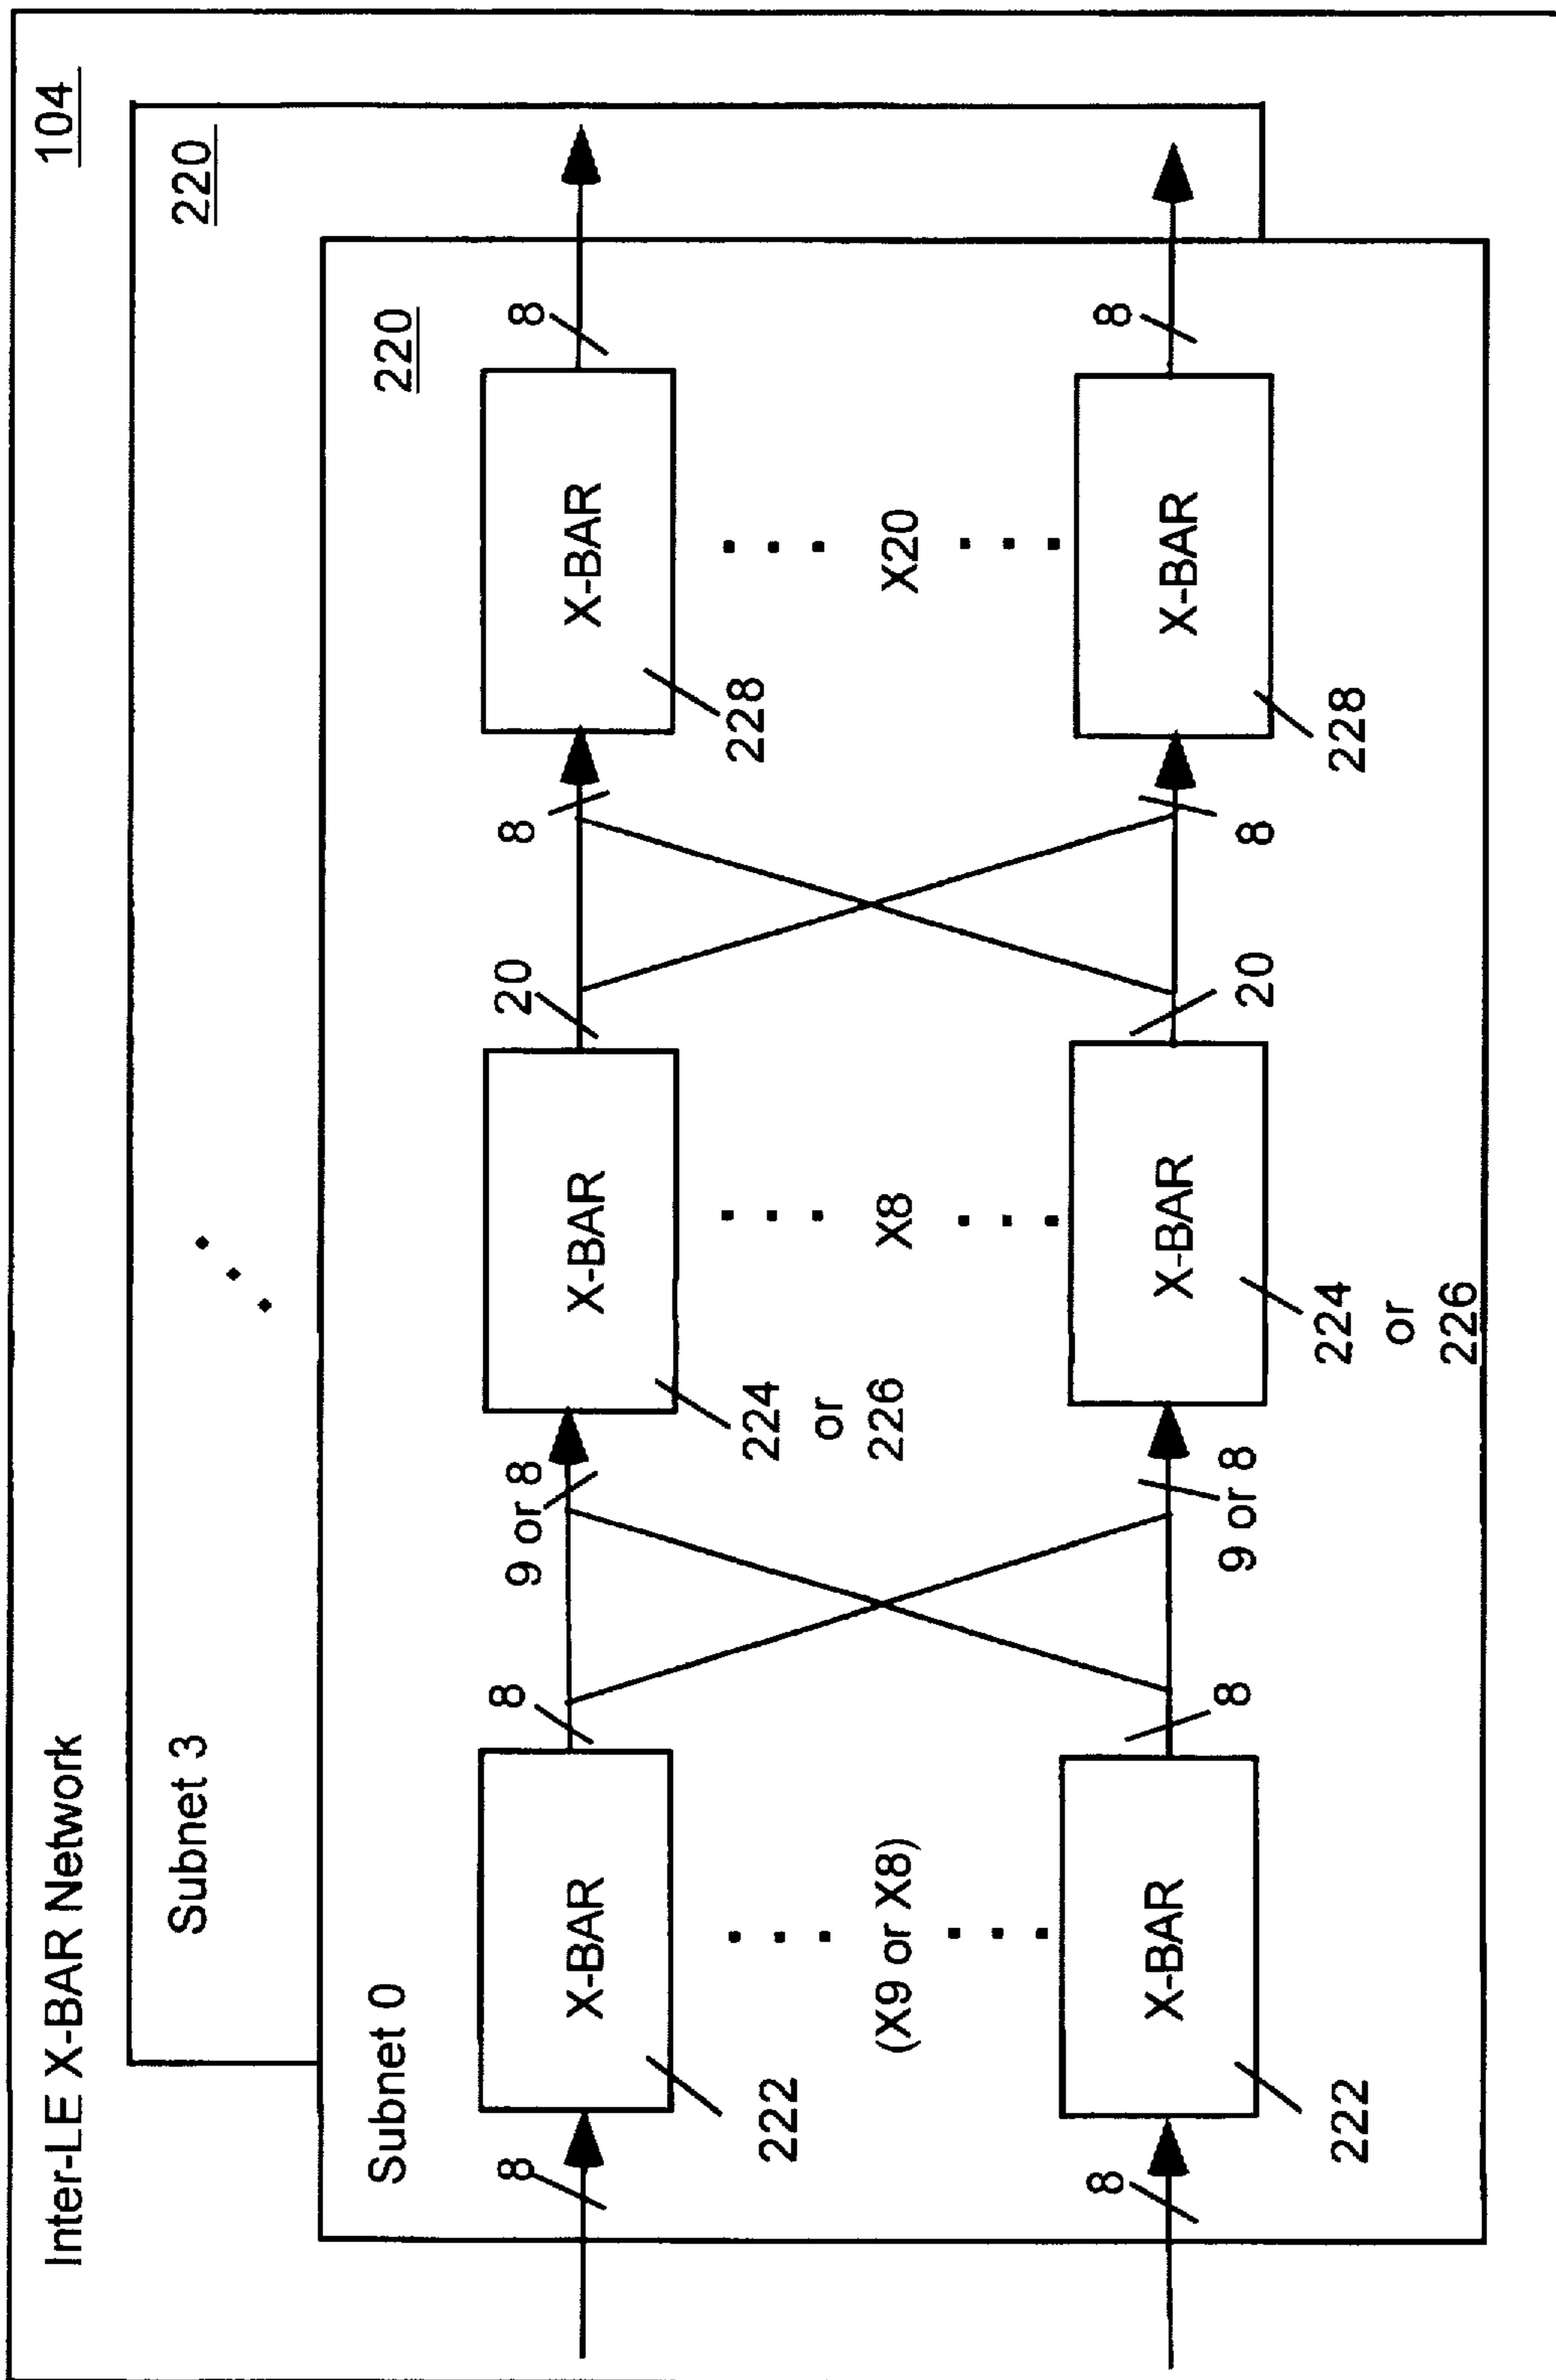 Inter-LE X-BAR Network
104
Subnet 3
220
Subnet 0
220
8
X-BAR
222
8
9 or 8
X-BAR
224
or
226
20
8
X-BAR
228
8
(X9 or X8)
X8
X20
8
X-BAR
222
8
9 or 8
X-BAR
224
or
226
20
8
X-BAR
228
8